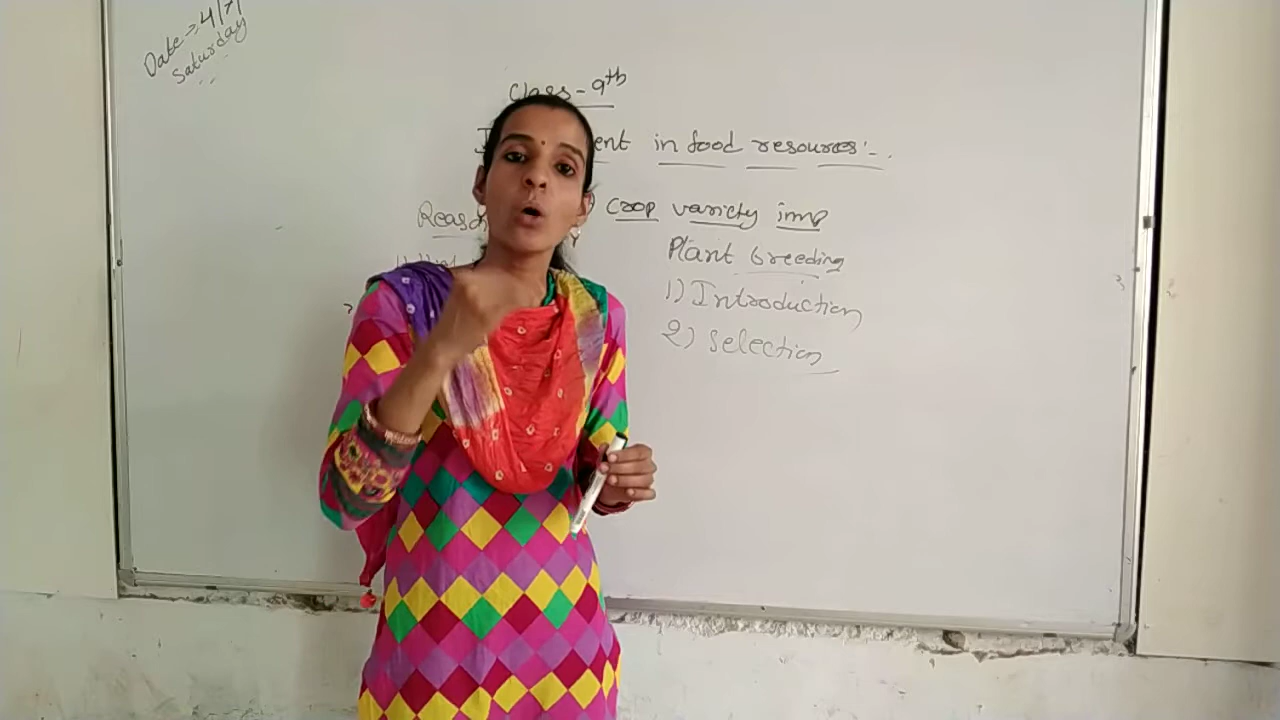 Date → 4/7/
Saturday
Class - 9th
I ent in food resources :-
Reaso Crop variety imp
Plant breeding
1) Introduction
2) Selection